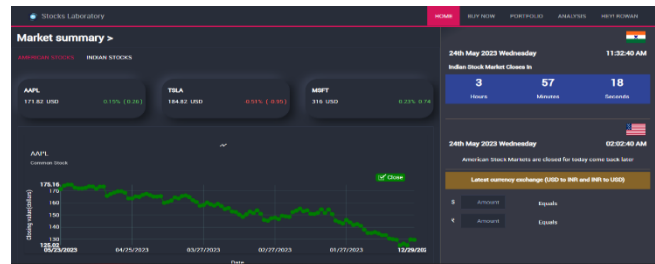 Stocks Laboratory
HOME BUY NOW PORTFOLIO ANALYSIS HEY! ROWAN
Market summary >
AMERICAN STOCKS INDIAN STOCKS
AAPL
171.82 USD 0.15% ( 0.26)
TSLA
184.82 USD 0.51% ( 0.95)
MSFT
316 USD 0.23% 0.74
AAPL
Common Stock
Close
Closing value(dollars)
175.16
170
160
150
140
130
125.02
05/23/2023 04/25/2023 03/27/2023 02/27/2023 01/27/2023 12/29/202
Date
24th May 2023 Wednesday 11:32:40 AM
Indian Stock Market Closes in
3 57 18
Hours Minutes Seconds
24th May 2023 Wednesday 02:02:40 AM
American Stock Markets are closed for today come back later
Latest currency exchange (USD to INR and INR to USD)
$ Amount Equals
₹ Amount Equals